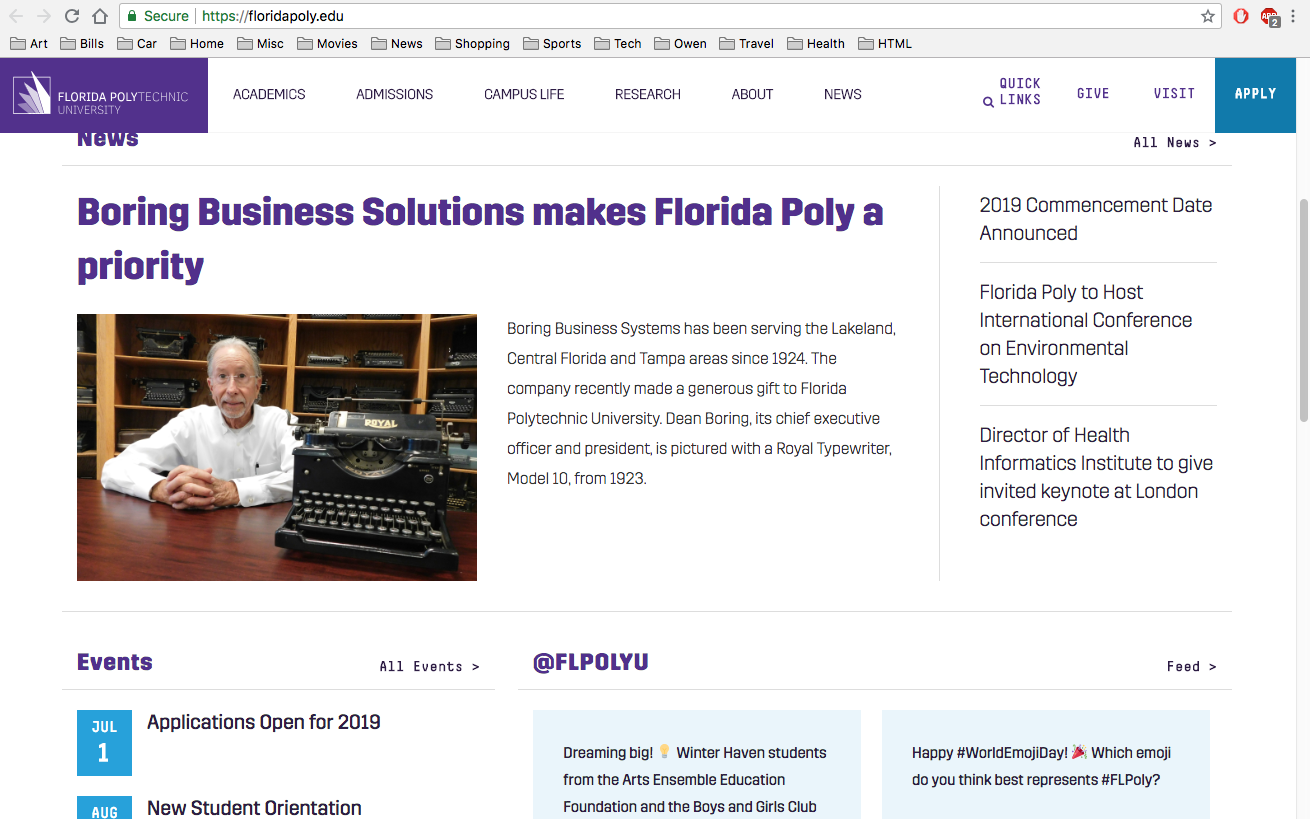 Secure https://floridapoly.edu
2
Art Bills Car Home Misc Movies News Shopping Sports Tech Owen Travel Health HTML
FLORIDA POLYTECHNIC
UNIVERSITY
ACADEMICS ADMISSIONS CAMPUS LIFE RESEARCH ABOUT NEWS
QUICK
LINKS
GIVE VISIT APPLY
News
All News >
Boring Business Solutions makes Florida Poly a
priority
ROYAL
Boring Business Systems has been serving the Lakeland,
Central Florida and Tampa areas since 1924. The
company recently made a generous gift to Florida
Polytechnic University. Dean Boring, its chief executive
officer and president, is pictured with a Royal Typewriter,
Model 10, from 1923.
2019 Commencement Date
Announced
Florida Poly to Host
International Conference
on Environmental
Technology
Director of Health
Informatics Institute to give
invited keynote at London
conference
Events
All Events >
JUL
1
Applications Open for 2019
AUG
New Student Orientation
@FLPOLYU
Feed >
Dreaming big! 💡 Winter Haven students
from the Arts Ensemble Education
Foundation and the Boys and Girls Club
Happy #WorldEmojiDay! 🎉 Which emoji
do you think best represents #FLPoly?